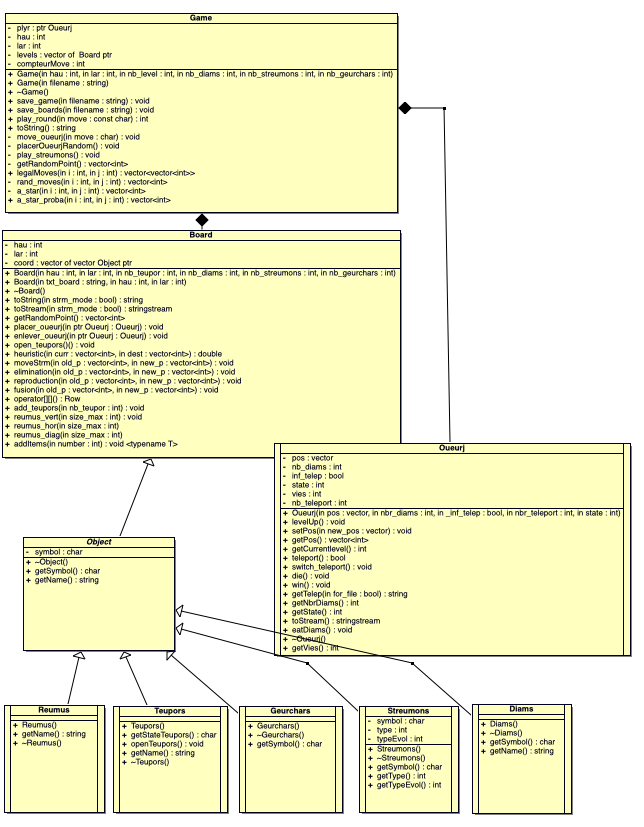 Game
- plyr : ptr Oueurj
- hau : int
- lar : int
- levels : vector of Board ptr
- compteurMove : int
+ Game(in hau : int, in lar : int, in nb_level : int, in nb_diams : int, in nb_streumons : int, in nb_geurchars : int)
+ Game(in filename : string)
+ ~Game()
+ save_game(in filename : string) : void
+ save_boards(in filename : string) : void
+ play_round(in move : const char) : int
+ toString() : string
- move_oueurj(in move : char) : void
- placerOueurjRandom() : void
- play_streumons() : void
- getRandomPoint() : vector<int>
+ legalMoves(in i : int, in j : int) : vector<vector<int>>
- rand_moves(in i : int, in j : int) : vector<int>
- a_star(in i : int, in j : int) : vector<int>
+ a_star_proba(in i : int, in j : int) : vector<int>
Board
- hau : int
- lar : int
- coord : vector of vector Object ptr
+ Board(in hau : int, in lar : int, in nb_teupor : int, in nb_diams : int, in nb_streumons : int, in nb_geurchars : int)
+ Board(in txt_board : string, in hau : int, in lar : int)
+ ~Board()
+ toString(in strm_mode : bool) : string
+ toStream(in strm_mode : bool) : stringstream
+ getRandomPoint() : vector<int>
+ placer_oueurj(in ptr Oueurj : Oueurj) : void
+ enlever_oueurj(in ptr Oueurj : Oueurj) : void
+ open_teupors()() : void
+ heuristic(in curr : vector<int>, in dest : vector<int>) : double
+ moveStrm(in old_p : vector<int>, in new_p : vector<int>) : void
+ elimination(in old_p : vector<int>, in new_p : vector<int>) : void
+ reproduction(in old_p : vector<int>, in new_p : vector<int>) : void
+ fusion(in old_p : vector<int>, in new_p : vector<int>) : void
+ operator[][]() : Row
+ add_teupors(in nb_teupor : int) : void
+ reumus_vert(in size_max : int) : void
+ reumus_hor(in size_max : int)
+ reumus_diag(in size_max : int)
+ addItems(in number : int) : void <typename T>
Oueurj
- pos : vector
- nb_diams : int
- inf_telep : bool
- state : int
- vies : int
- nb_teleport : int
+ Oueurj(in pos : vector, in nbr_diams : int, in _inf_telep : bool, in nbr_teleport : int, in state : int)
+ levelUp() : void
+ setPos(in new_pos : vector) : void
+ getPos() : vector<int>
+ getCurrentlevel() : int
+ teleport() : bool
+ switch_teleport() : void
+ die() : void
+ win() : void
+ getTelep(in for_file : bool) : string
+ getNbrDiams() : int
+ getState() : int
+ toStream() : stringstream
+ eatDiams() : void
+ ~Oueurj()
+ getVies() : int
Object
- symbol : char
+ ~Object()
+ getSymbol() : char
+ getName() : string
Reumus
+ Reumus()
+ getName() : string
+ ~Reumus()
Teupors
+ Teupors()
+ getStateTeupors() : char
+ openTeupors() : void
+ getName() : string
+ ~Teupors()
Geurchars
+ Geurchars()
+ ~Geurchars()
+ getSymbol() : char
Streumons
- symbol : char
- type : int
- typeEvol : int
+ Streumons()
+ ~Streumons()
+ getSymbol() : char
+ getType() : int
+ getTypeEvol() : int
Diams
+ Diams()
+ ~Diams()
+ getSymbol() : char
+ getName() : string